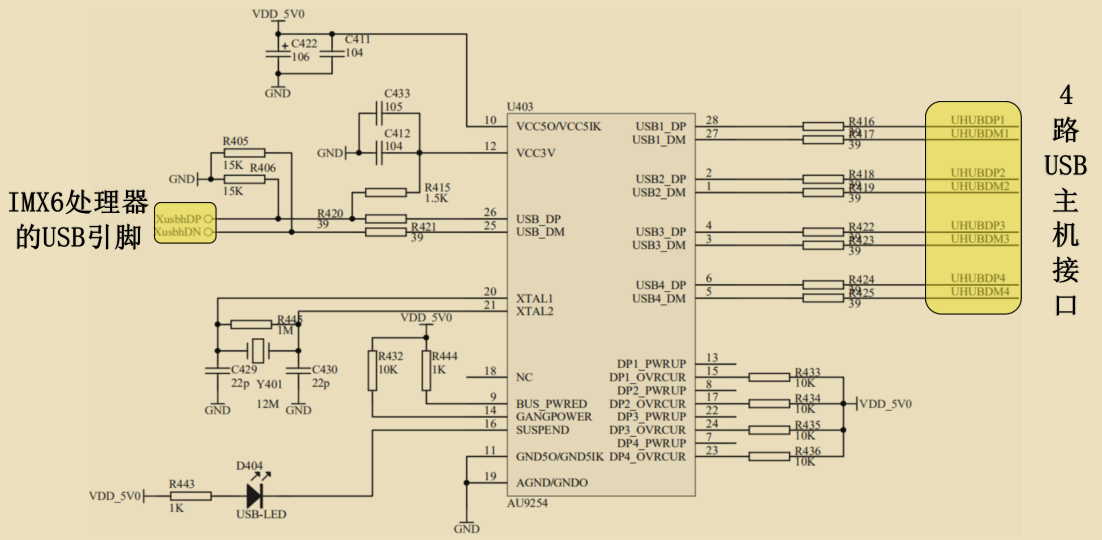 VDD_5V0
C422
106
C411
104
GND
C433
105
C412
104
GND
R405
15K
R406
15K
GND
R415
1.5K
IMX6处理器
的USB引脚
XusbhDP
XusbhDN
R420
39
R421
39
U403
10 VCC5O/VCC5IK
12 VCC3V
26 USB_DP
25 USB_DM
20 XTAL1
21 XTAL2
18 NC
9 BUS_PWRED
14 GANGPOWER
16 SUSPEND
11 GND5O/GND5IK
19 AGND/GNDO
AU9254
USB1_DP 28
USB1_DM 27
USB2_DP 2
USB2_DM 1
USB3_DP 4
USB3_DM 3
USB4_DP 6
USB4_DM 5
DP1_PWRUP 13
DP1_OVRCUR 15
DP2_PWRUP 8
DP2_OVRCUR 17
DP3_PWRUP 22
DP3_OVRCUR 24
DP4_PWRUP 7
DP4_OVRCUR 23
R416
39
R417
39
R418
39
R419
39
R422
39
R423
39
R424
39
R425
39
UHUBDP1
UHUBDM1
UHUBDP2
UHUBDM2
UHUBDP3
UHUBDM3
UHUBDP4
UHUBDM4
4
路
USB
主
机
接
口
R445
1M
C429
22p
Y401
12M
C430
22p
GND
GND
VDD_5V0
R432
10K
R444
1K
R433
10K
R434
10K
R435
10K
R436
10K
VDD_5V0
VDD_5V0
R443
1K
D404
USB-LED
GND